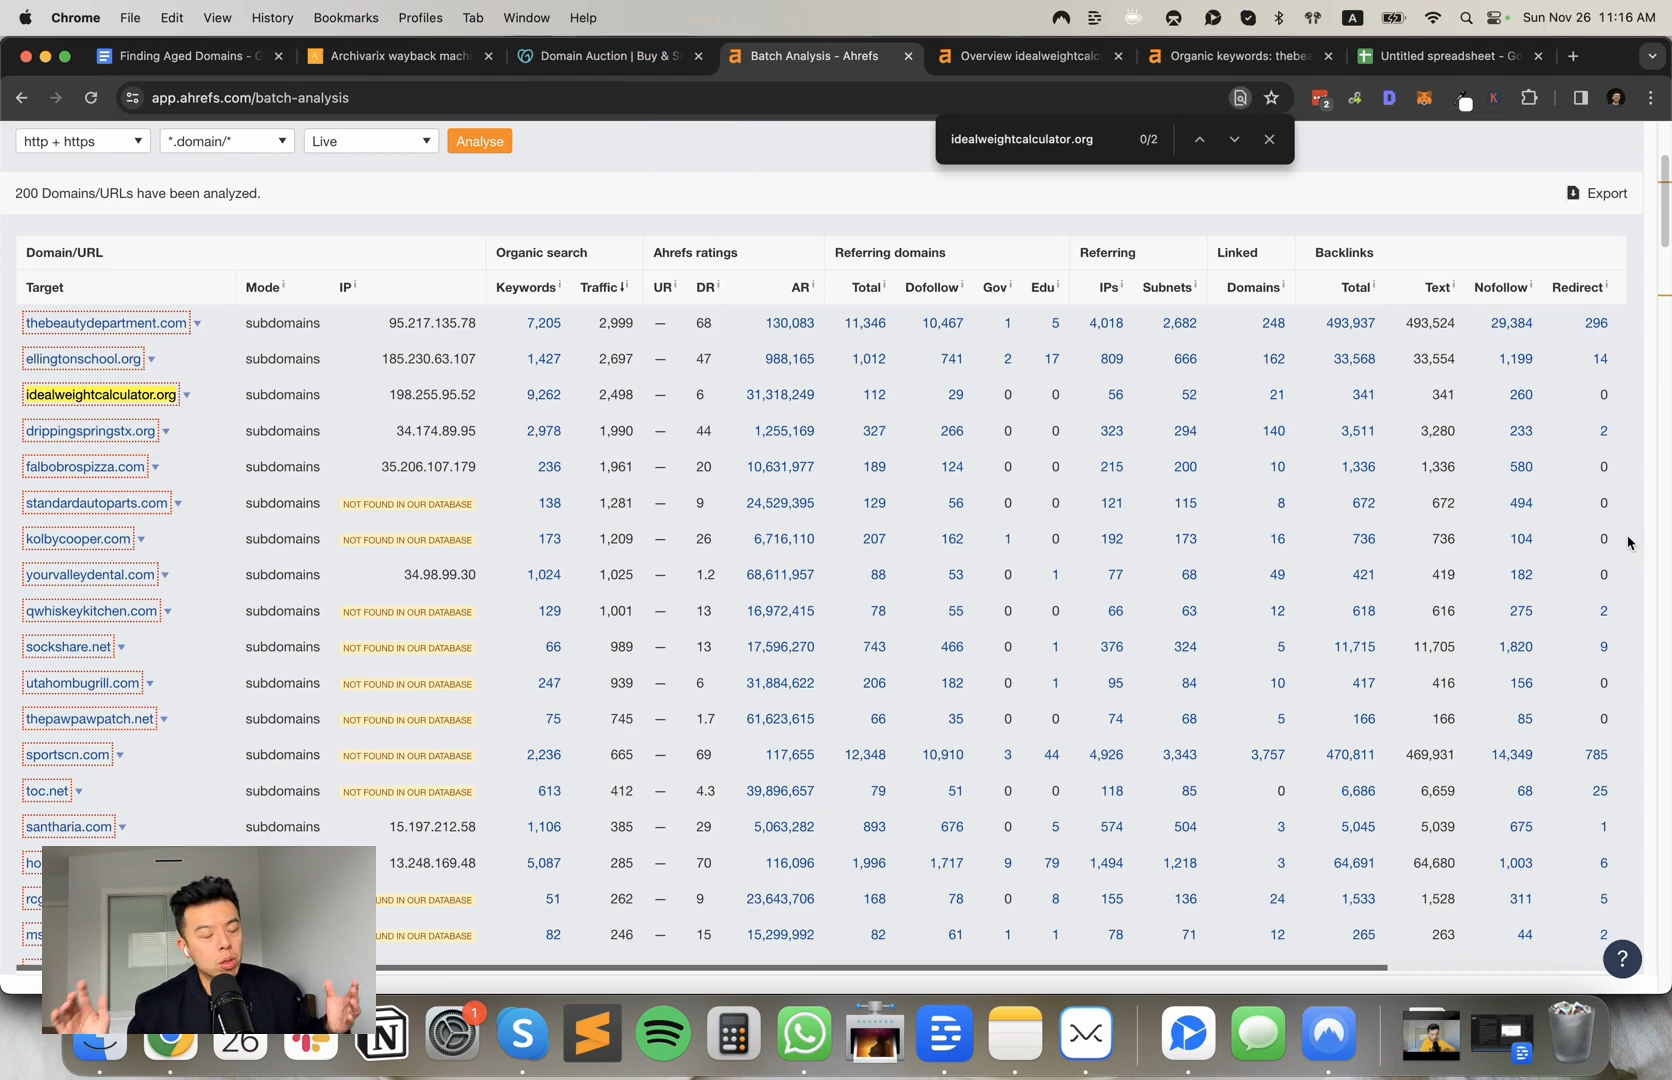 Chrome File Edit View History Bookmarks Profiles Tab Window Help Sun Nov 26 11:16 AM
Finding Aged Domains - G Archivarix wayback machi Domain Auction | Buy & S Batch Analysis - Ahrefs Overview idealweightcalc Organic keywords: thebea Untitled spreadsheet - Go
app.ahrefs.com/batch-analysis
http + https *.domain/* Live Analyse
idealweightcalculator.org 0/2
200 Domains/URLs have been analyzed. Export
Domain/URL Organic search Ahrefs ratings Referring domains Referring Linked Backlinks
Target Mode IP Keywords Traffic UR DR AR Total Dofollow Gov Edu IPs Subnets Domains Total Text Nofollow Redirect
thebeautydepartment.com subdomains 95.217.135.78 7,205 2,999 — 68 130,083 11,346 10,467 1 5 4,018 2,682 248 493,937 493,524 29,384 296
ellingtonschool.org subdomains 185.230.63.107 1,427 2,697 — 47 988,165 1,012 741 2 17 809 666 162 33,568 33,554 1,199 14
idealweightcalculator.org subdomains 198.255.95.52 9,262 2,498 — 6 31,318,249 112 29 0 0 56 52 21 341 341 260 0
drippingspringstx.org subdomains 34.174.89.95 2,978 1,990 — 44 1,255,169 327 266 0 0 323 294 140 3,511 3,280 233 2
falbobrospizza.com subdomains 35.206.107.179 236 1,961 — 20 10,631,977 189 124 0 0 215 200 10 1,336 1,336 580 0
standardautoparts.com subdomains NOT FOUND IN OUR DATABASE 138 1,281 — 9 24,529,395 129 56 0 0 121 115 8 672 672 494 0
kolbycooper.com subdomains NOT FOUND IN OUR DATABASE 173 1,209 — 26 6,716,110 207 162 1 0 192 173 16 736 736 104 0
yourvalleydental.com subdomains 34.98.99.30 1,024 1,025 — 1.2 68,611,957 88 53 0 1 77 68 49 421 419 182 0
qwhiskeykitchen.com subdomains NOT FOUND IN OUR DATABASE 129 1,001 — 13 16,972,415 78 55 0 0 66 63 12 618 616 275 2
sockshare.net subdomains NOT FOUND IN OUR DATABASE 66 989 — 13 17,596,270 743 466 0 1 376 324 5 11,715 11,705 1,820 9
utahombugrill.com subdomains NOT FOUND IN OUR DATABASE 247 939 — 6 31,884,622 206 182 0 1 95 84 10 417 416 156 0
thepawpawpatch.net subdomains NOT FOUND IN OUR DATABASE 75 745 — 1.7 61,623,615 66 35 0 0 74 68 5 166 166 85 0
sportscn.com subdomains NOT FOUND IN OUR DATABASE 2,236 665 — 69 117,655 12,348 10,910 3 44 4,926 3,343 3,757 470,811 469,931 14,349 785
toc.net subdomains NOT FOUND IN OUR DATABASE 613 412 — 4.3 39,896,657 79 51 0 0 118 85 0 6,686 6,659 68 25
santharia.com subdomains 15.197.212.58 1,106 385 — 29 5,063,282 893 676 0 5 574 504 3 5,045 5,039 675 1
ho 13.248.169.48 5,087 285 — 70 116,096 1,996 1,717 9 79 1,494 1,218 3 64,691 64,680 1,003 6
rcg UND IN OUR DATABASE 51 262 — 9 23,643,706 168 78 0 8 155 136 24 1,533 1,528 311 5
ms UND IN OUR DATABASE 82 246 — 15 15,299,992 82 61 1 1 78 71 12 265 263 44 2
26 1